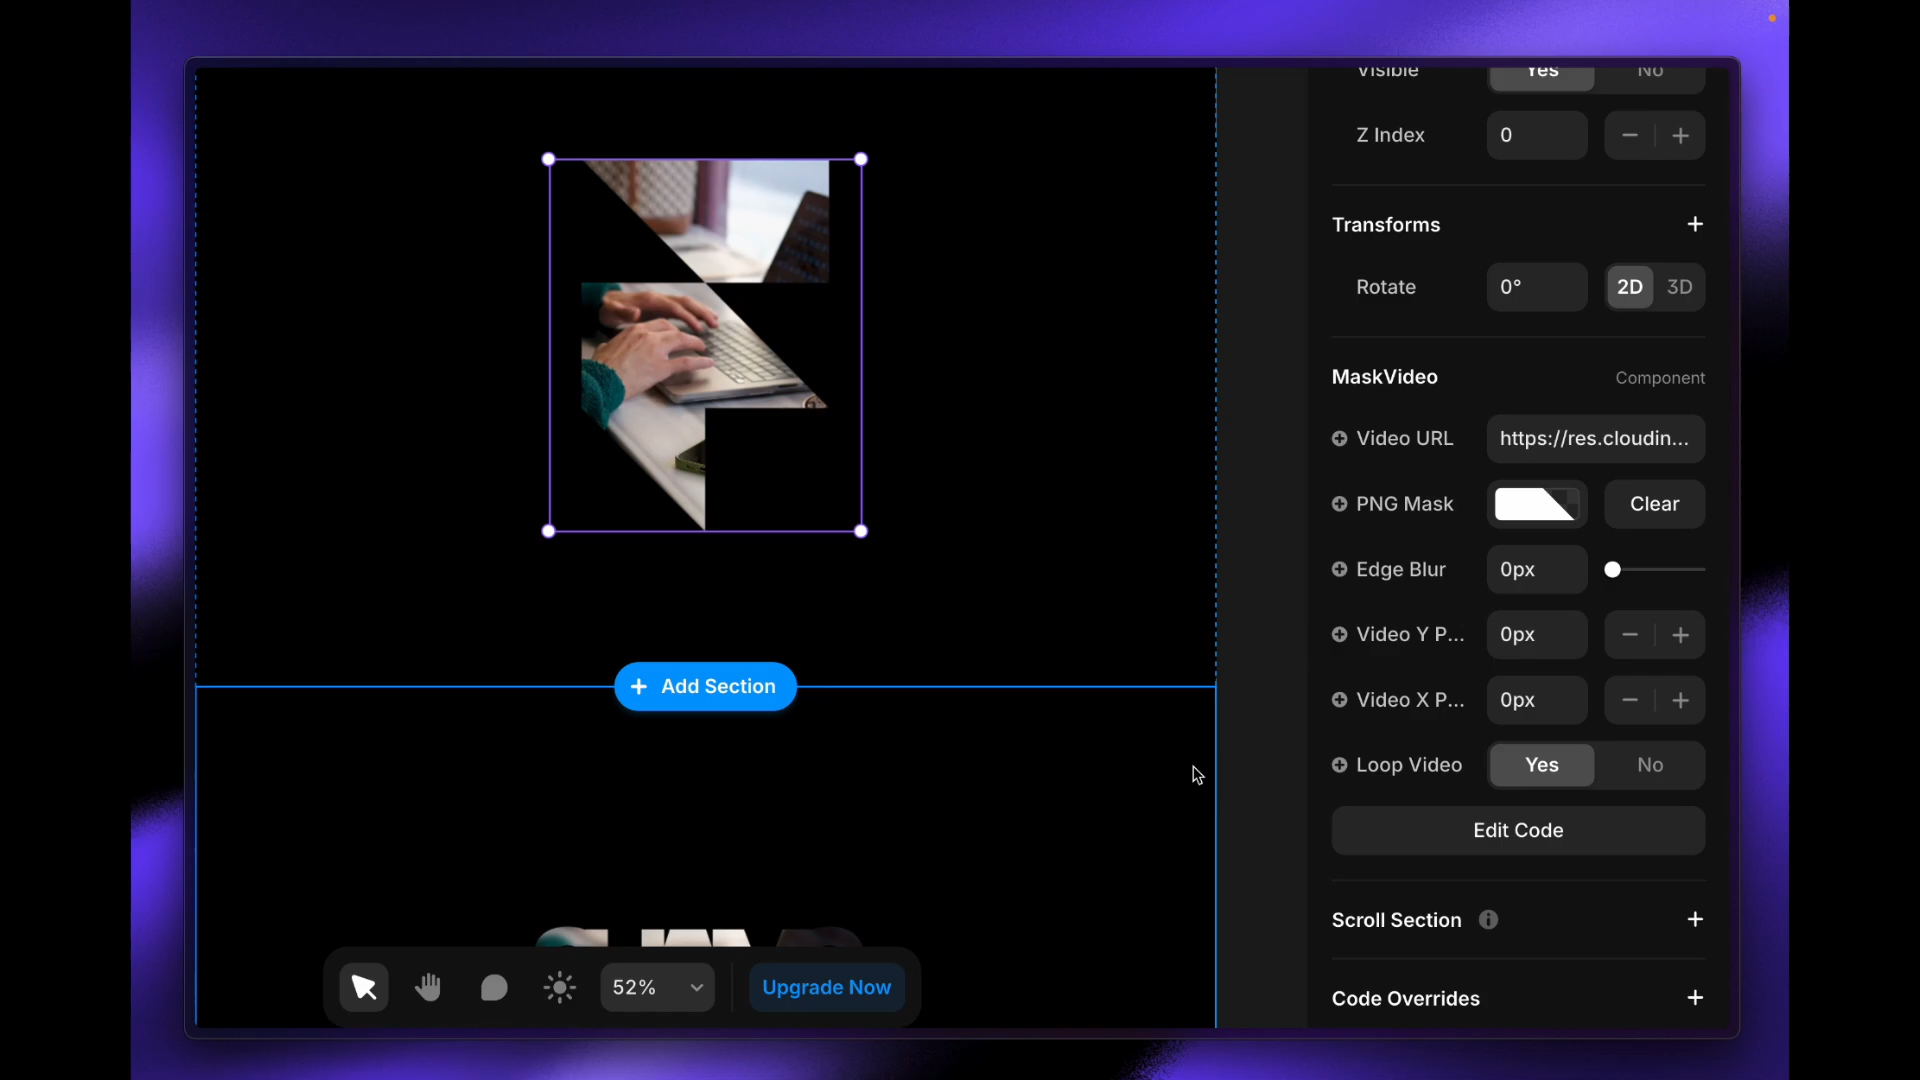 Visible Yes No
Z Index 0
Transforms
Rotate 0° 2D 3D
MaskVideo Component
Video URL https://res.cloudin...
PNG Mask Clear
Edge Blur 0px
Video Y P... 0px
Video X P... 0px
Loop Video Yes No
Edit Code
Scroll Section
Code Overrides
Add Section
52% Upgrade Now